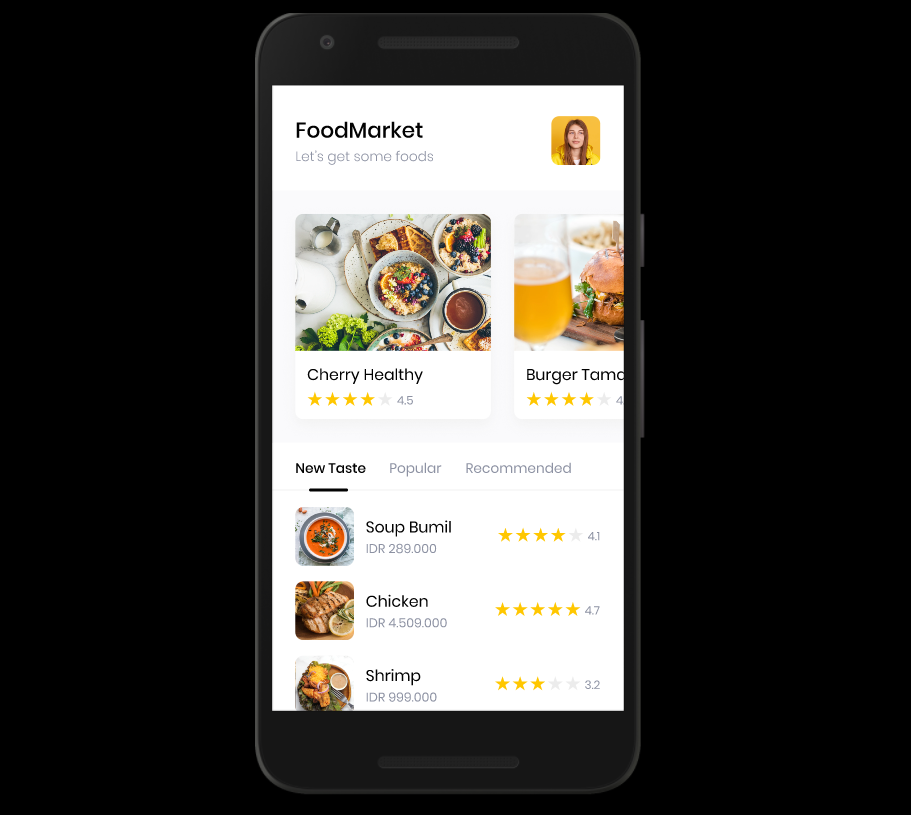 FoodMarket
Let's get some foods
Cherry Healthy
4.5
Burger Tama
4.
New Taste
Popular
Recommended
Soup Bumil
IDR 289.000
4.1
Chicken
IDR 4.509.000
4.7
Shrimp
IDR 999.000
3.2